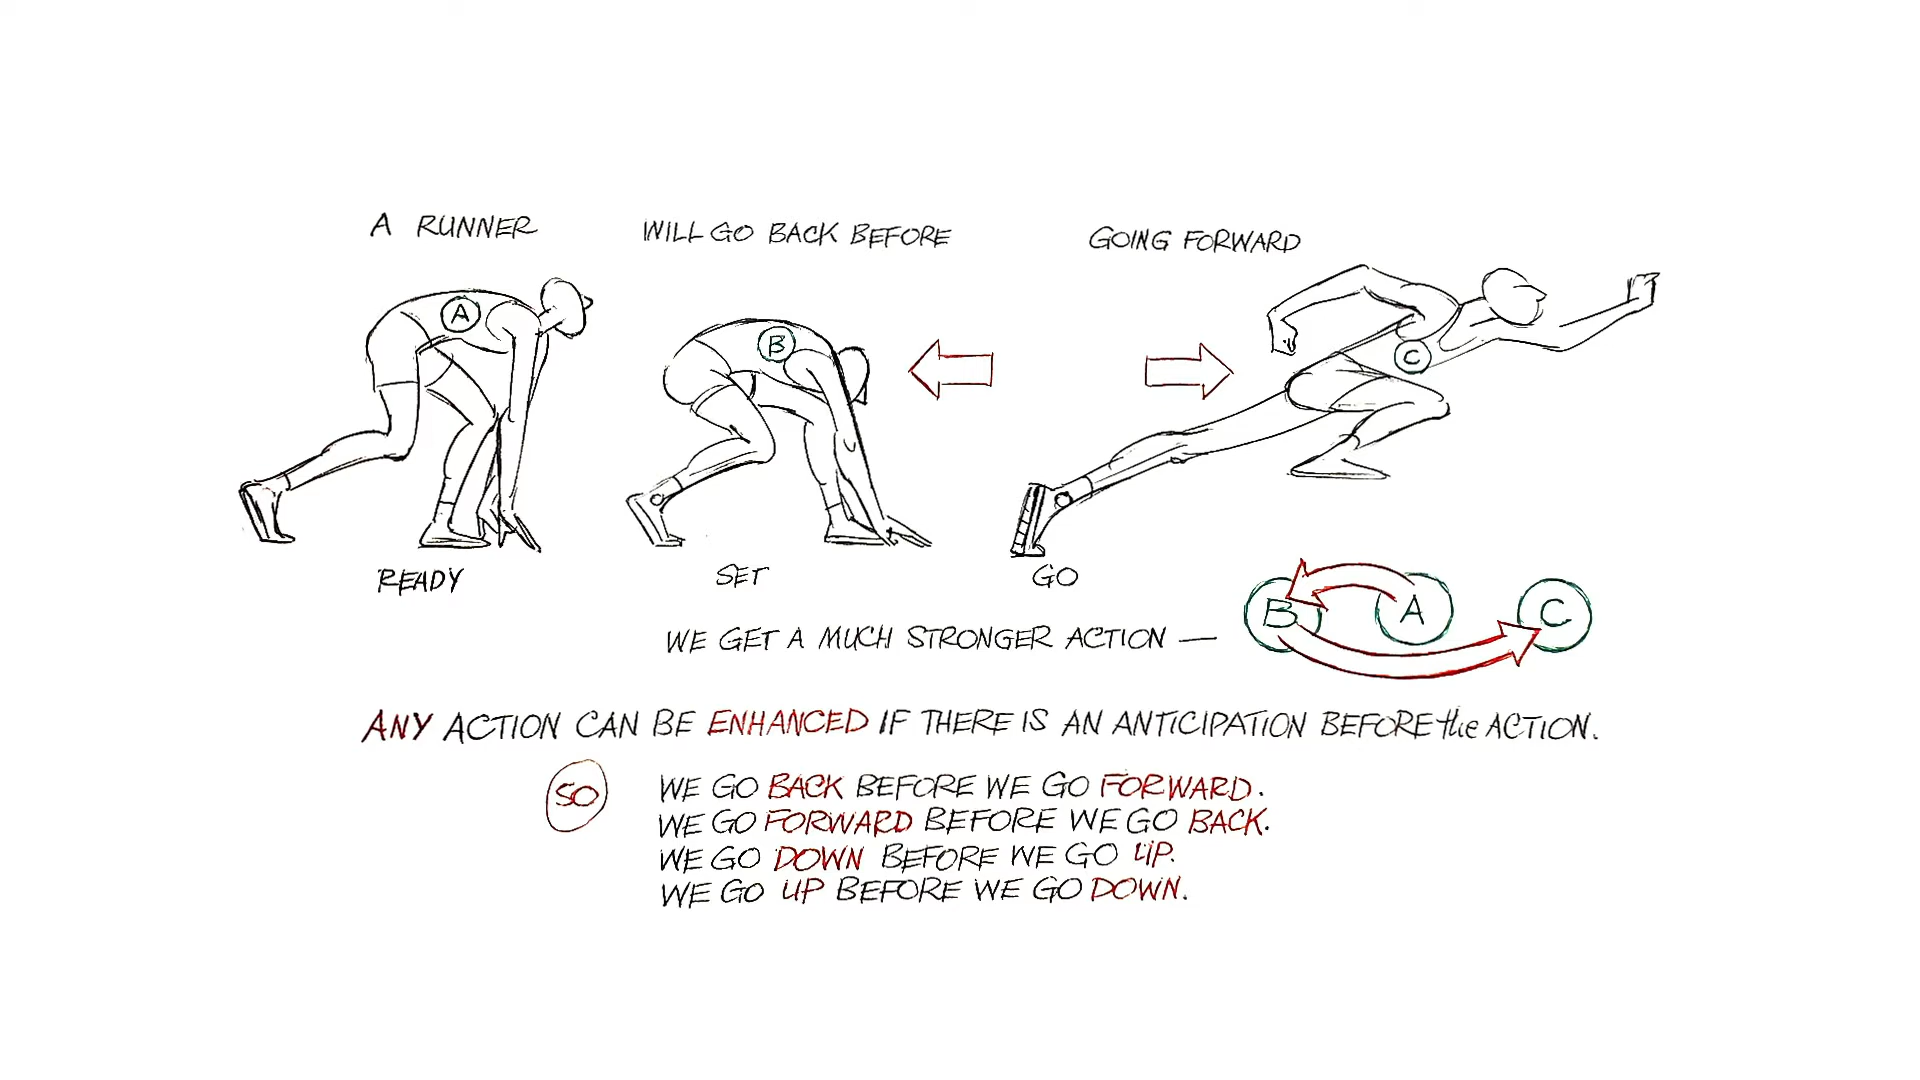 A RUNNER
WILL GO BACK BEFORE
GOING FORWARD
A
B
C
READY
SET
GO
WE GET A MUCH STRONGER ACTION —
B A C
ANY ACTION CAN BE ENHANCED IF THERE IS AN ANTICIPATION BEFORE the ACTION.
SO
WE GO BACK BEFORE WE GO FORWARD.
WE GO FORWARD BEFORE WE GO BACK.
WE GO DOWN BEFORE WE GO UP.
WE GO UP BEFORE WE GO DOWN.